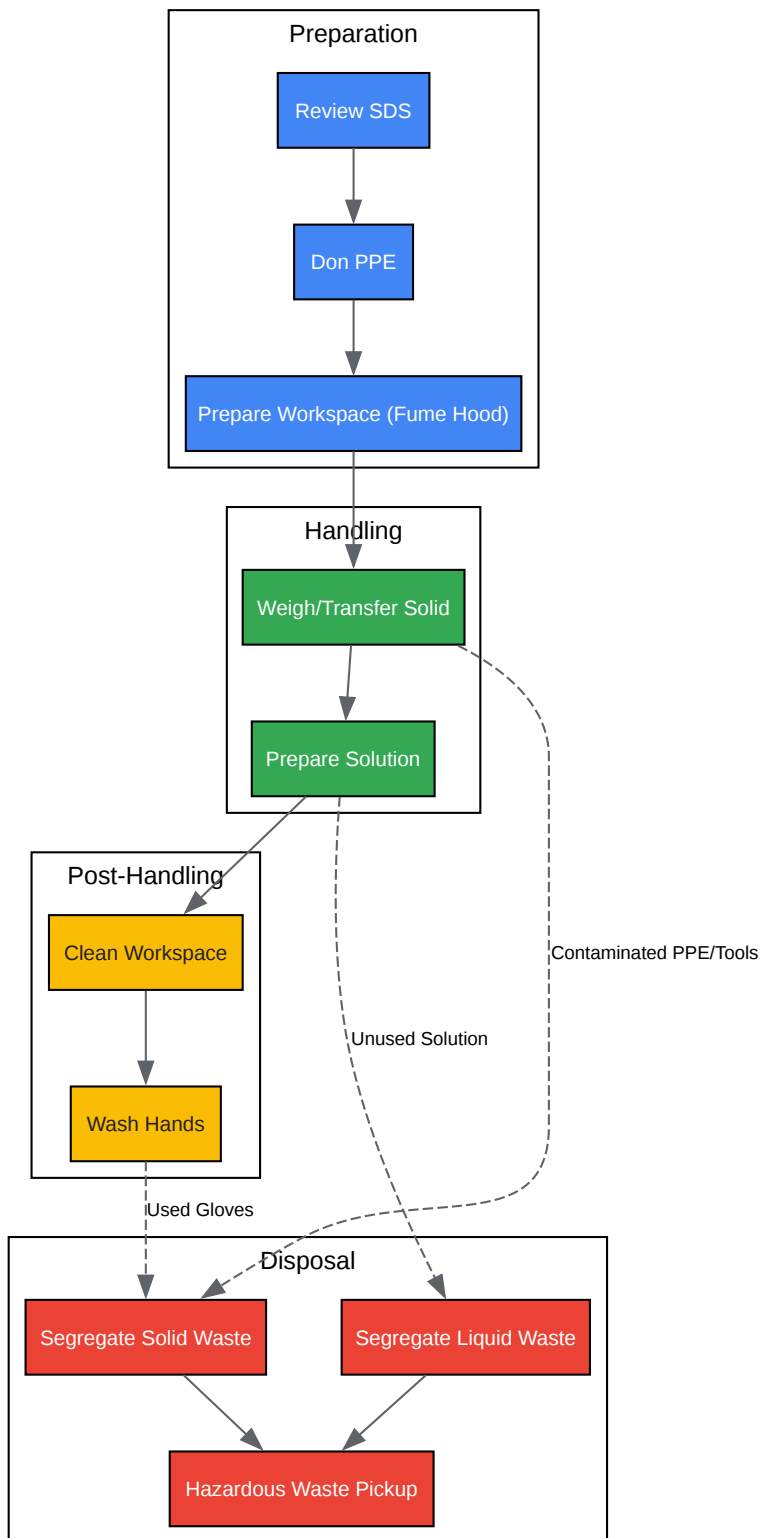 Preparation
Review SDS
Don PPE
Prepare Workspace (Fume Hood)
Handling
Weigh/Transfer Solid
Prepare Solution
Post-Handling
Clean Workspace
Contaminated PPE/Tools
Unused Solution
Wash Hands
Used Gloves
Disposal
Segregate Solid Waste
Segregate Liquid Waste
Hazardous Waste Pickup